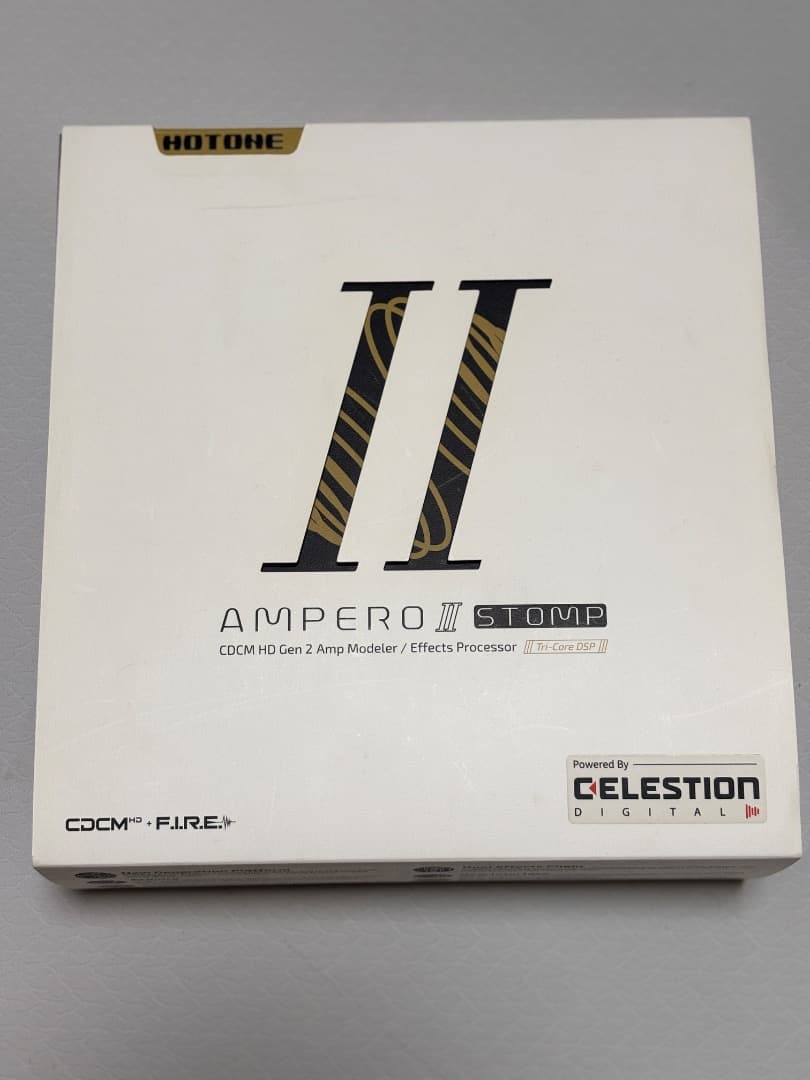 HOTONE
II
AMPERO II STOMP
CDCM HD Gen 2 Amp Modeler / Effects Processor Tri-Core DSP
Powered By
CELESTION
DIGITAL
CDCM HD + F.I.R.E.